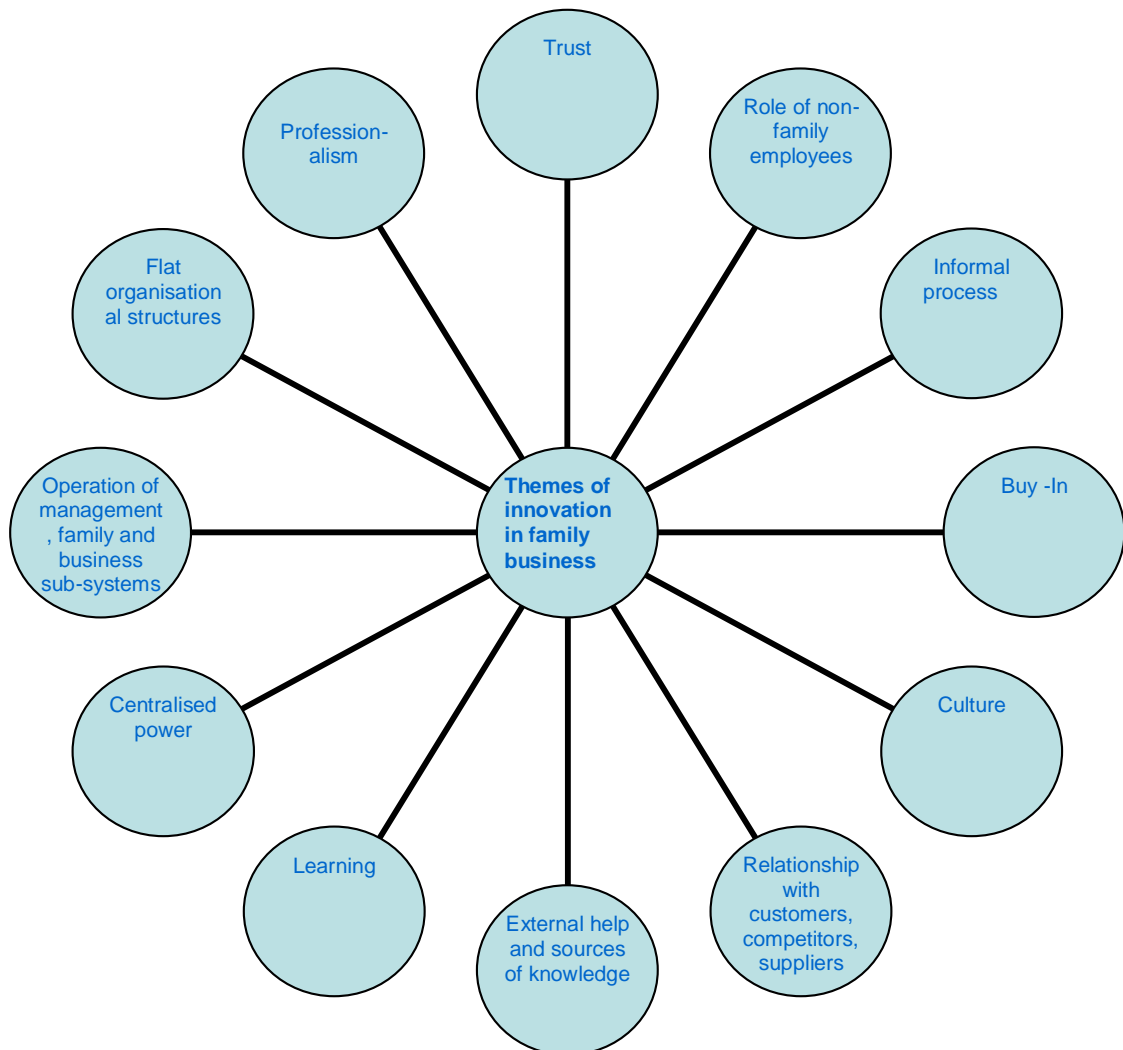 Trust
Role of non-
family
employees
Informal
process
Buy -In
Culture
Relationship
with
customers,
competitors,
suppliers
External help
and sources
of knowledge
Learning
Centralised
power
Operation of
management
, family and
business
sub-systems
Flat
organisation
al structures
Profession-
alism
Themes of
innovation
in family
business